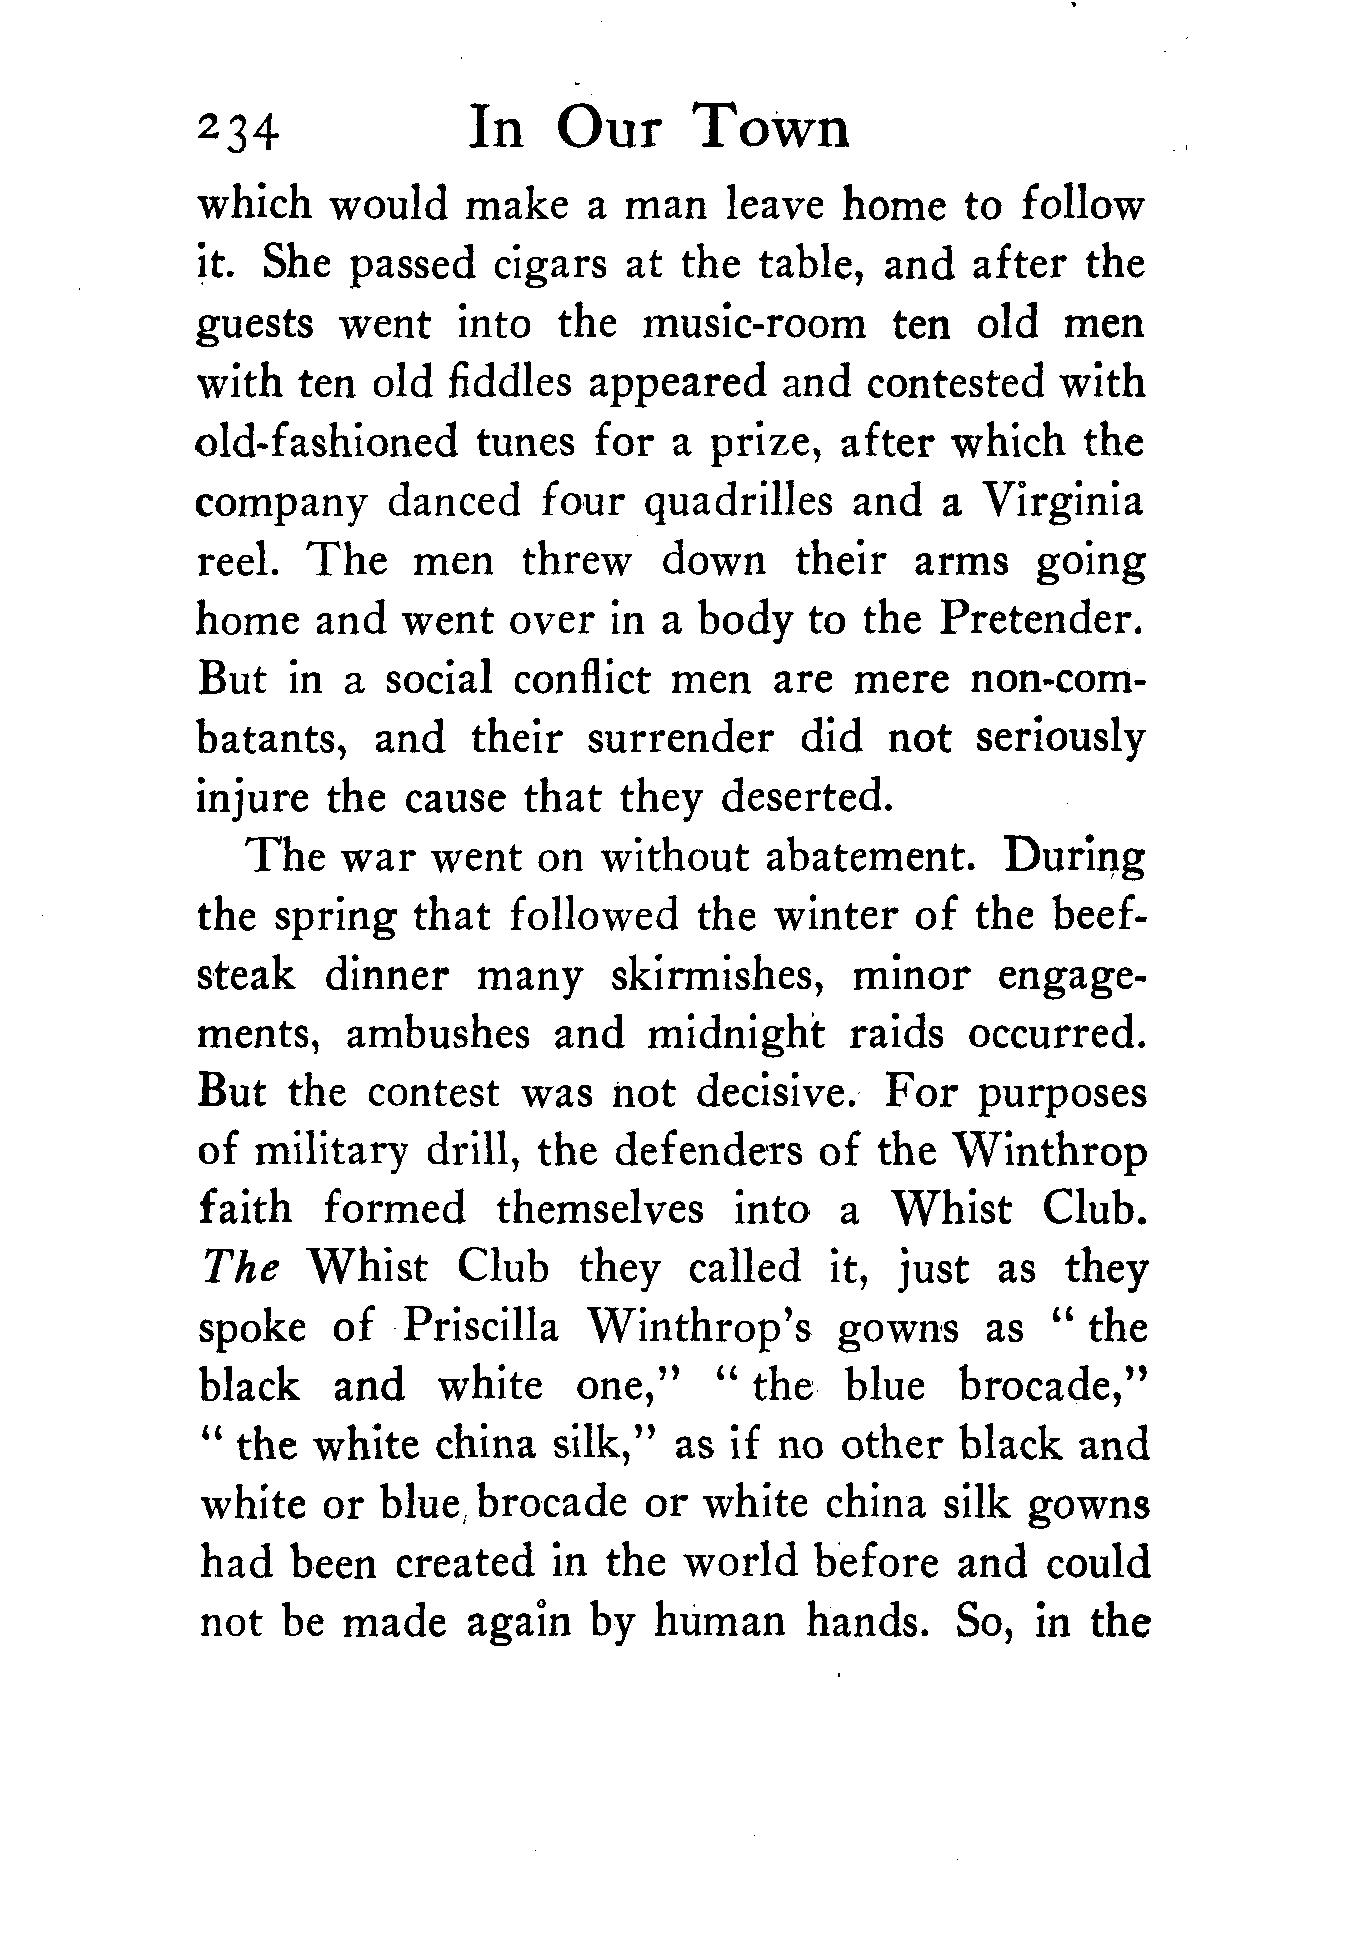 234 In Our Town
which would make a man leave home to follow
it. She passed cigars at the table, and after the
guests went into the music-room ten old men
with ten old fiddles appeared and contested with
old-fashioned tunes for a prize, after which the
company danced four quadrilles and a Virginia
reel. The men threw down their arms going
home and went over in a body to the Pretender.
But in a social conflict men are mere non-com-
batants, and their surrender did not seriously
injure the cause that they deserted.
The war went on without abatement. During
the spring that followed the winter of the beef-
steak dinner many skirmishes, minor engage-
ments, ambushes and midnight raids occurred.
But the contest was not decisive. For purposes
of military drill, the defenders of the Winthrop
faith formed themselves into a Whist Club.
The Whist Club they called it, just as they
spoke of Priscilla Winthrop's gowns as " the
black and white one," " the blue brocade,"
" the white china silk," as if no other black and
white or blue brocade or white china silk gowns
had been created in the world before and could
not be made again by human hands. So, in the